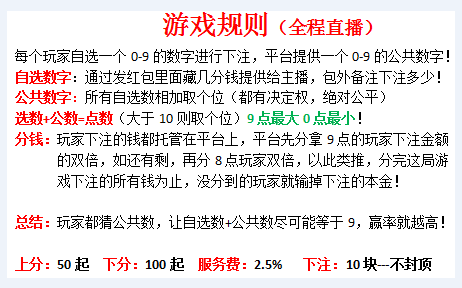 游戏规则（全程直播）
每个玩家自选一个 0-9 的数字进行下注，平台提供一个 0-9 的公共数字！
自选数字：通过发红包里面藏几分钱提供给主播，包外备注下注多少！
公共数字：所有自选数相加取个位（都有决定权，绝对公平）
选数+公数=点数（大于 10 则取个位）9 点最大 0 点最小！
分钱：玩家下注的钱都托管在平台上，平台先分拿 9 点的玩家下注金额
的双倍，如还有剩，再分 8 点玩家双倍，以此类推，分完这局游
戏下注的所有钱为止，没分到的玩家就输掉下注的本金！
总结：玩家都猜公共数，让自选数+公共数尽可能等于 9，赢率就越高！
上分：50 起 下分：100 起 服务费：2.5% 下注：10 块---不封顶